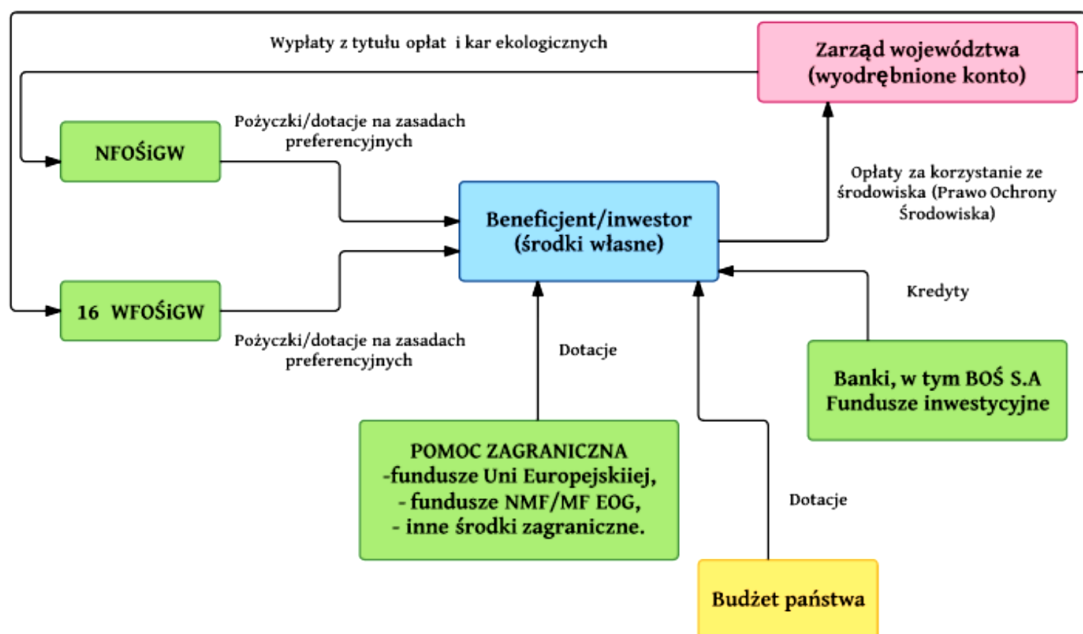 Wypłaty z tytułu opłat i kar ekologicznych
Zarząd województwa
(wyodrębnione konto)
NFOŚiGW
Pożyczki/dotacje na zasadach
preferencyjnych
Opłaty za korzystanie ze
środowiska (Prawo Ochrony
Środowiska)
Beneficjent/inwestor
(środki własne)
16 WFOŚiGW
Pożyczki/dotacje na zasadach
preferencyjnych
Kredyty
Dotacje
Banki, w tym BOŚ S.A
Fundusze inwestycyjne
POMOC ZAGRANICZNA
-fundusze Uni Europejskiiej,
- fundusze NMF/MF EOG,
- inne środki zagraniczne.
Dotacje
Budżet państwa